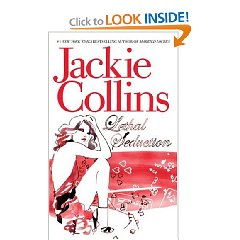 Click to LOOK INSIDE!
#1 NEW YORK TIMES BESTSELLING AUTHOR OF MARRIED LOVERS
Jackie
Collins
Lethal
Seduction